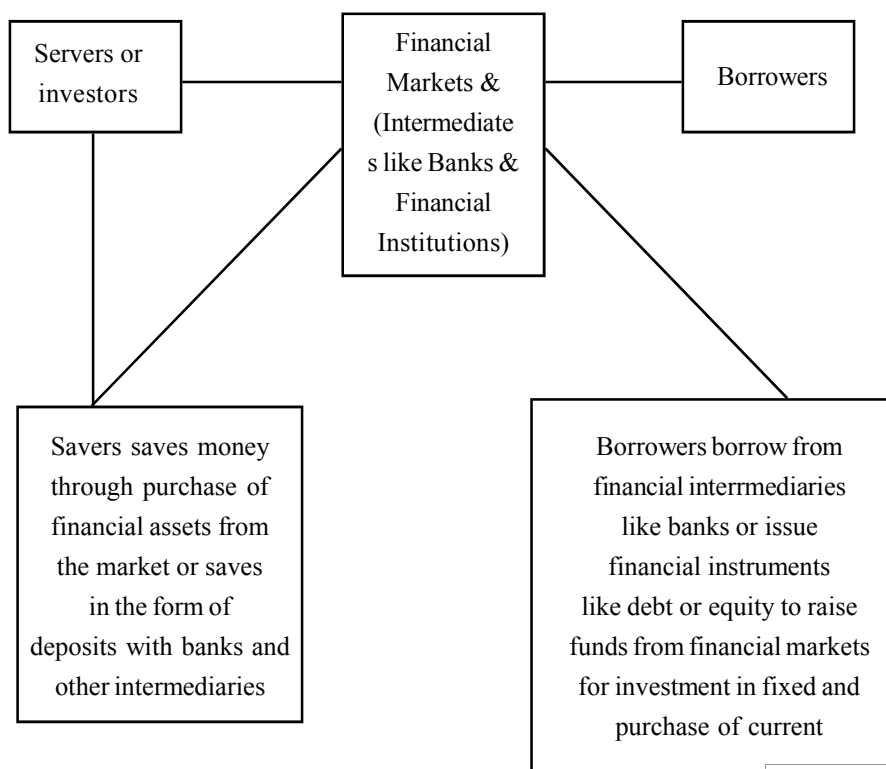 Servers or
investors
Financial
Markets &
(Intermediate
s like Banks &
Financial
Institutions)
Borrowers
Savers saves money
through purchase of
financial assets from
the market or saves
in the form of
deposits with banks and
other intermediaries
Borrowers borrow from
financial interrmediaries
like banks or issue
financial instruments
like debt or equity to raise
funds from financial markets
for investment in fixed and
purchase of current